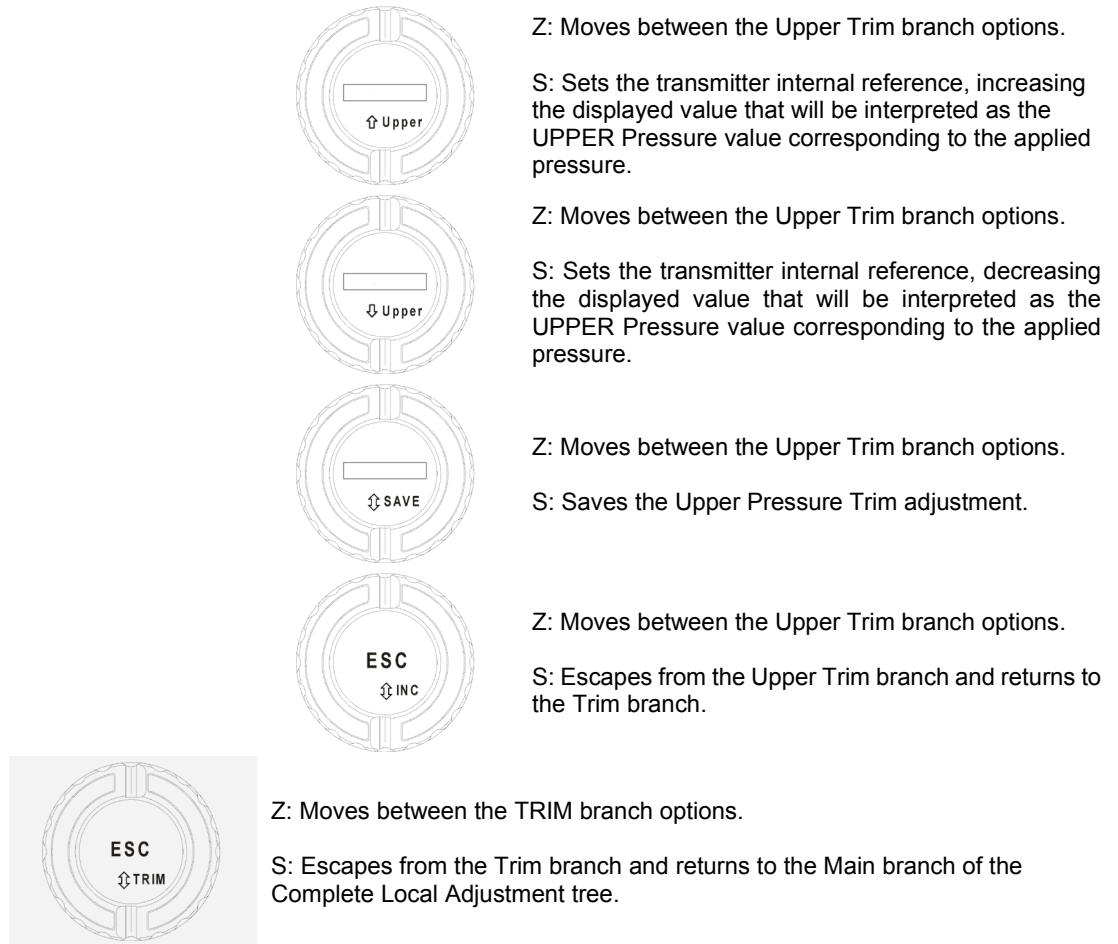 Z: Moves between the Upper Trim branch options.
S: Sets the transmitter internal reference, increasing
the displayed value that will be interpreted as the
UPPER Pressure value corresponding to the applied
pressure.
⇧ Upper
Z: Moves between the Upper Trim branch options.
S: Sets the transmitter internal reference, decreasing
the displayed value that will be interpreted as the
UPPER Pressure value corresponding to the applied
pressure.
⇩ Upper
Z: Moves between the Upper Trim branch options.
S: Saves the Upper Pressure Trim adjustment.
⇳ SAVE
Z: Moves between the Upper Trim branch options.
S: Escapes from the Upper Trim branch and returns to
the Trim branch.
ESC
⇳ INC
ESC
⇳ TRIM
Z: Moves between the TRIM branch options.
S: Escapes from the Trim branch and returns to the Main branch of the
Complete Local Adjustment tree.